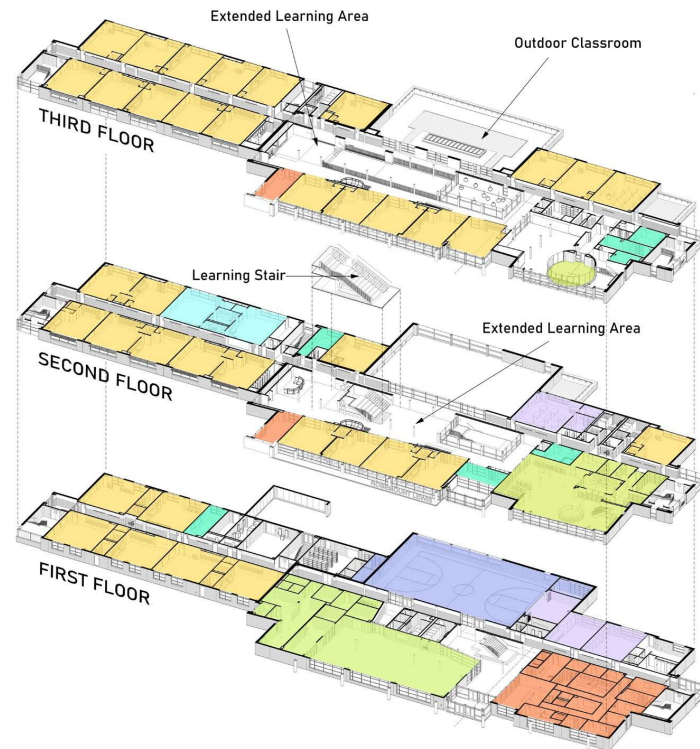 Extended Learning Area
Outdoor Classroom
THIRD FLOOR
Learning Stair
Extended Learning Area
SECOND FLOOR
FIRST FLOOR